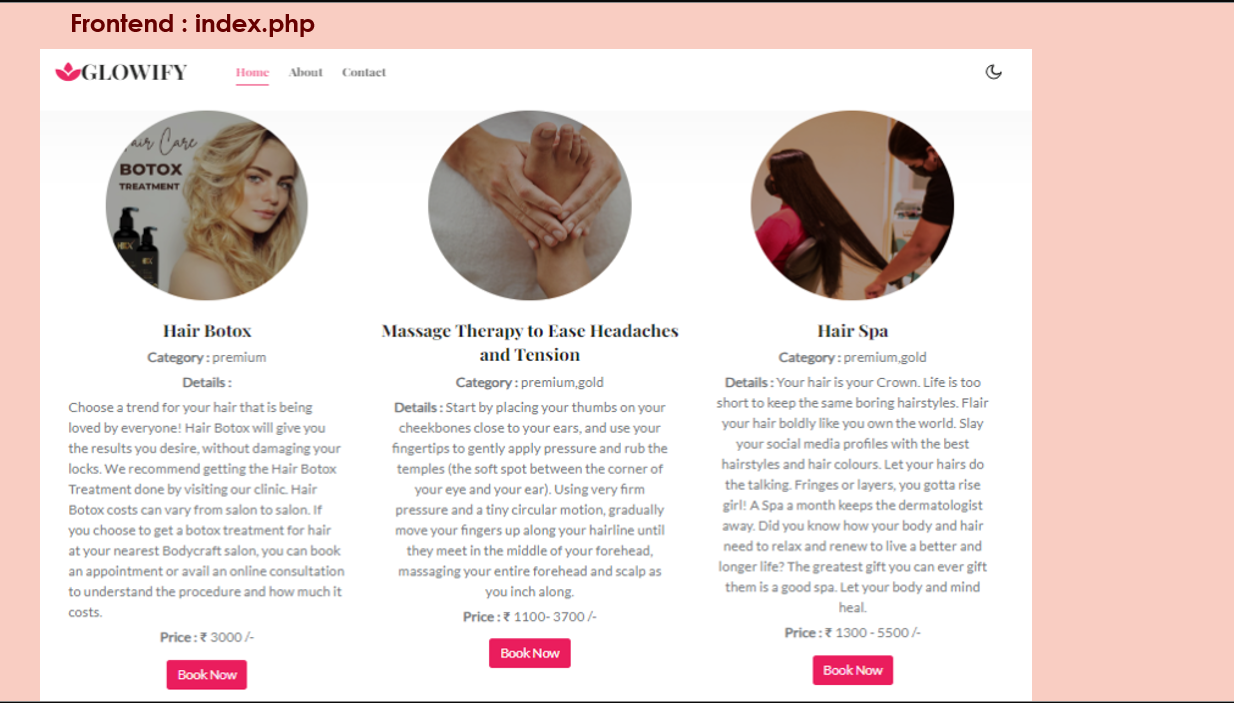 Frontend : index.php
GLOWIFY
Home
About
Contact
Hair Care
BOTOX
TREATMENT
Hair Botox
Category : premium
Details :
Choose a trend for your hair that is being
loved by everyone! Hair Botox will give you
the results you desire, without damaging your
locks. We recommend getting the Hair Botox
Treatment done by visiting our clinic. Hair
Botox costs can vary from salon to salon. If
you choose to get a botox treatment for hair
at your nearest Bodycraft salon, you can book
an appointment or avail an online consultation
to understand the procedure and how much it
costs.
Price : ₹ 3000 /-
Book Now
Massage Therapy to Ease Headaches
and Tension
Category : premium,gold
Details : Start by placing your thumbs on your
cheekbones close to your ears, and use your
fingertips to gently apply pressure and rub the
temples (the soft spot between the corner of
your eye and your ear). Using very firm
pressure and a tiny circular motion, gradually
move your fingers up along your hairline until
they meet in the middle of your forehead,
massaging your entire forehead and scalp as
you inch along.
Price : ₹ 1100- 3700 /-
Book Now
Hair Spa
Category : premium,gold
Details : Your hair is your Crown. Life is too
short to keep the same boring hairstyles. Flair
your hair boldly like you own the world. Slay
your social media profiles with the best
hairstyles and hair colours. Let your hairs do
the talking. Fringes or layers, you gotta rise
girl! A Spa a month keeps the dermatologist
away. Did you know how your body and hair
need to relax and renew to live a better and
longer life? The greatest gift you can ever gift
them is a good spa. Let your body and mind
heal.
Price : ₹ 1300 - 5500 /-
Book Now